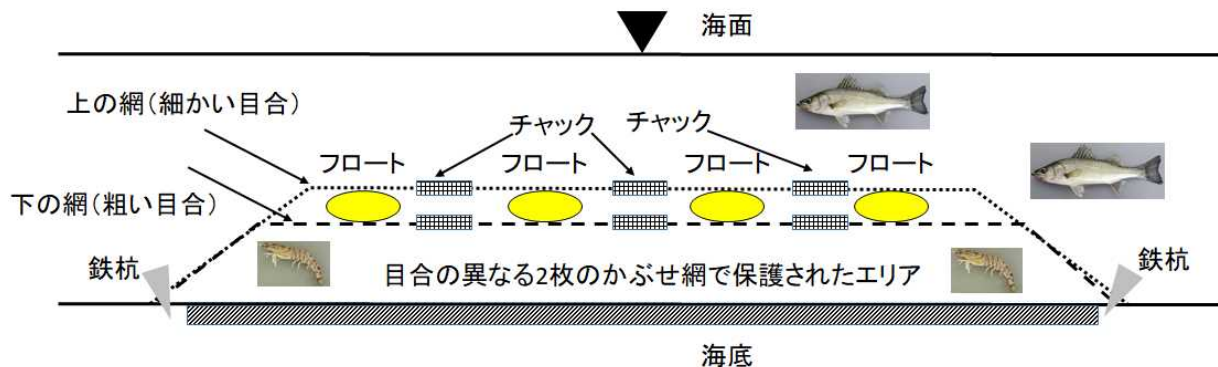 海面
上の網(細かい目合)
チャック
チャック
フロート
フロート
フロート
フロート
下の網(粗い目合)
鉄杭
目合の異なる2枚のかぶせ網で保護されたエリア
鉄杭
海底